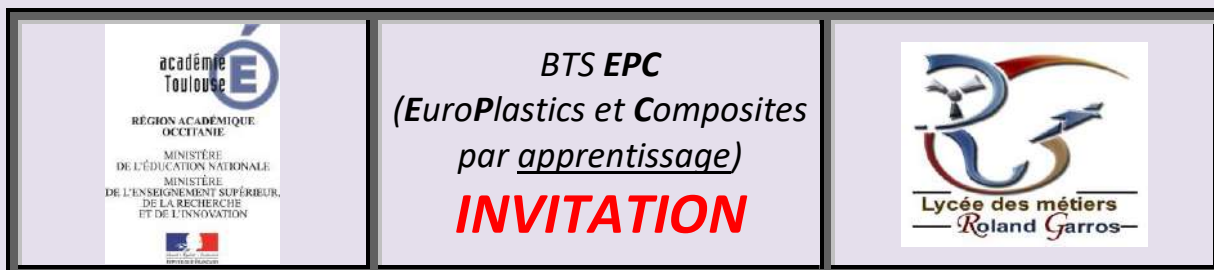 académie
Toulouse
RÉGION ACADÉMIQUE
OCCITANIE
MINISTÈRE
DE L'ÉDUCATION NATIONALE
MINISTÈRE
DE L'ENSEIGNEMENT SUPÉRIEUR,
DE LA RECHERCHE
ET DE L'INNOVATION
BTS EPC
(EuroPlastics et Composites
par apprentissage)
INVITATION
Lycée des métiers
Roland Garros